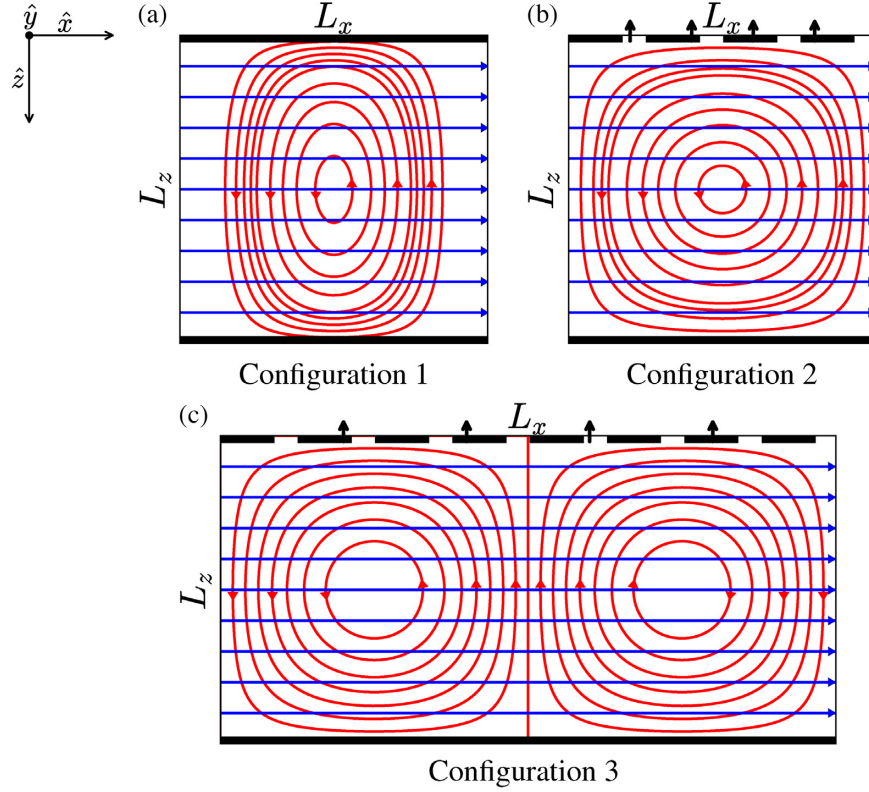 ŷ x̂
ẑ
(a) L_x
L_z
Configuration 1
(b) L_x
L_z
Configuration 2
(c) L_x
L_z
Configuration 3